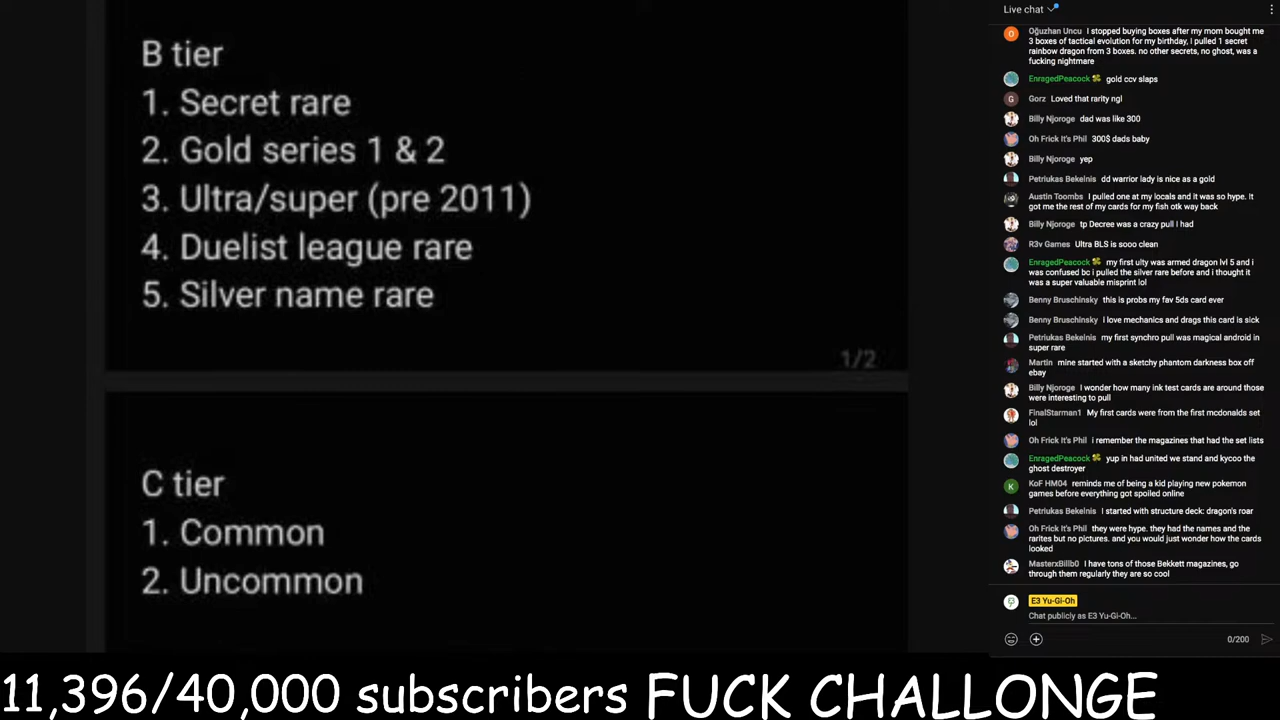 B tier
1. Secret rare
2. Gold series 1 & 2
3. Ultra/super (pre 2011)
4. Duelist league rare
5. Silver name rare
1/2
C tier
1. Common
2. Uncommon
Live chat
O
Oğuzhan Uncu I stopped buying boxes after my mom bought me
3 boxes of tactical evolution for my birthday, i pulled 1 secret
rainbow dragon from 3 boxes. no other secrets, no ghost, was a
fucking nightmare
EnragedPeacock gold ccv slaps
G
Gorz Loved that rarity ngl
Billy Njoroge dad was like 300
Oh Frick It's Phil 300$ dads baby
Billy Njoroge yep
Petriukas Bekelnis dd warrior lady is nice as a gold
Austin Toombs I pulled one at my locals and it was so hype. It
got me the rest of my cards for my fish otk way back
Billy Njoroge tp Decree was a crazy pull I had
R3v Games Ultra BLS is sooo clean
EnragedPeacock my first ulty was armed dragon lvl 5 and i
was confused bc i pulled the silver rare before and i thought it
was a super valuable misprint lol
Benny Bruschinsky this is probs my fav 5ds card ever
Benny Bruschinsky i love mechanics and drags this card is sick
Petriukas Bekelnis my first synchro pull was magical android in
super rare
Martin mine started with a sketchy phantom darkness box off
ebay
Billy Njoroge I wonder how many ink test cards are around those
were interesting to pull
FinalStarman1 My first cards were from the first mcdonalds set
lol
Oh Frick It's Phil i remember the magazines that had the set lists
EnragedPeacock yup in had united we stand and kycoo the
ghost destroyer
K
KoF HM04 reminds me of being a kid playing new pokemon
games before everything got spoiled online
Petriukas Bekelnis I started with structure deck: dragon's roar
Oh Frick It's Phil they were hype. they had the names and the
rarites but no pictures. and you would just wonder how the cards
looked
MasterxBillb0 I have tons of those Bekkett magazines, go
through them regularly they are so cool
E3 Yu-Gi-Oh
Chat publicly as E3 Yu-Gi-Oh...
0/200
11,396/40,000 subscribers FUCK CHALLONGE